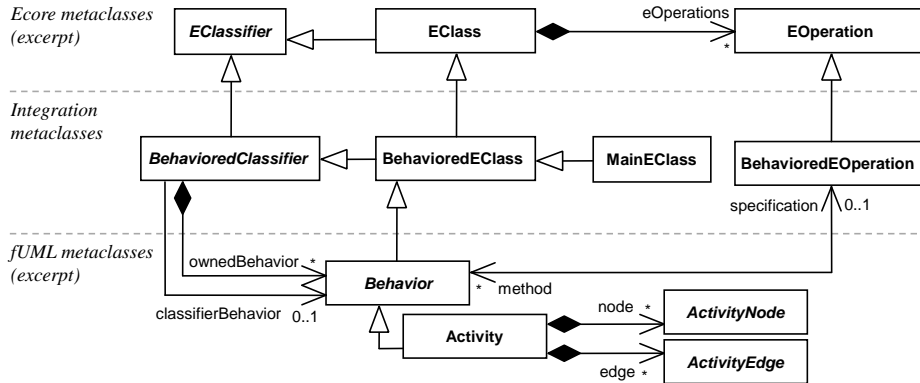 Ecore metaclasses
(excerpt)
EClassifier
EClass
eOperations
*
EOperation
Integration
metaclasses
BehavioredClassifier
BehavioredEClass
MainEClass
BehavioredEOperation
specification
0..1
fUML metaclasses
(excerpt)
ownedBehavior *
classifierBehavior 0..1
Behavior
* method
Activity
node *
ActivityNode
edge *
ActivityEdge